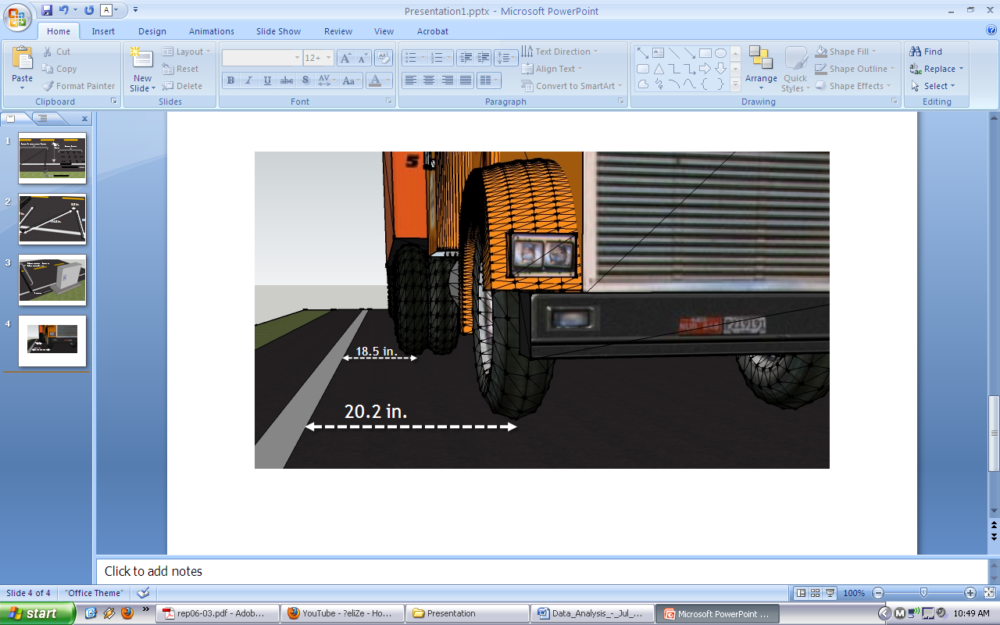 Presentation1.pptx - Microsoft PowerPoint
Home Insert Design Animations Slide Show Review View Acrobat
Paste
Cut
Copy
Format Painter
Clipboard
New Slide
Layout
Reset
Delete
Slides
12+
B I U abc S AV Aa A
Font
Text Direction
Align Text
Convert to SmartArt
Paragraph
Arrange
Quick Styles
Shape Fill
Shape Outline
Shape Effects
Drawing
Find
Replace
Select
Editing
1
2
3
4
5
18.5 in.
20.2 in.
Click to add notes
Slide 4 of 4 "Office Theme" 100%
start rep06-03.pdf - Adob... YouTube - ?eliZe - Ho... Presentation Data_Analysis_-_Jul_... Microsoft PowerPoint ... 10:49 AM